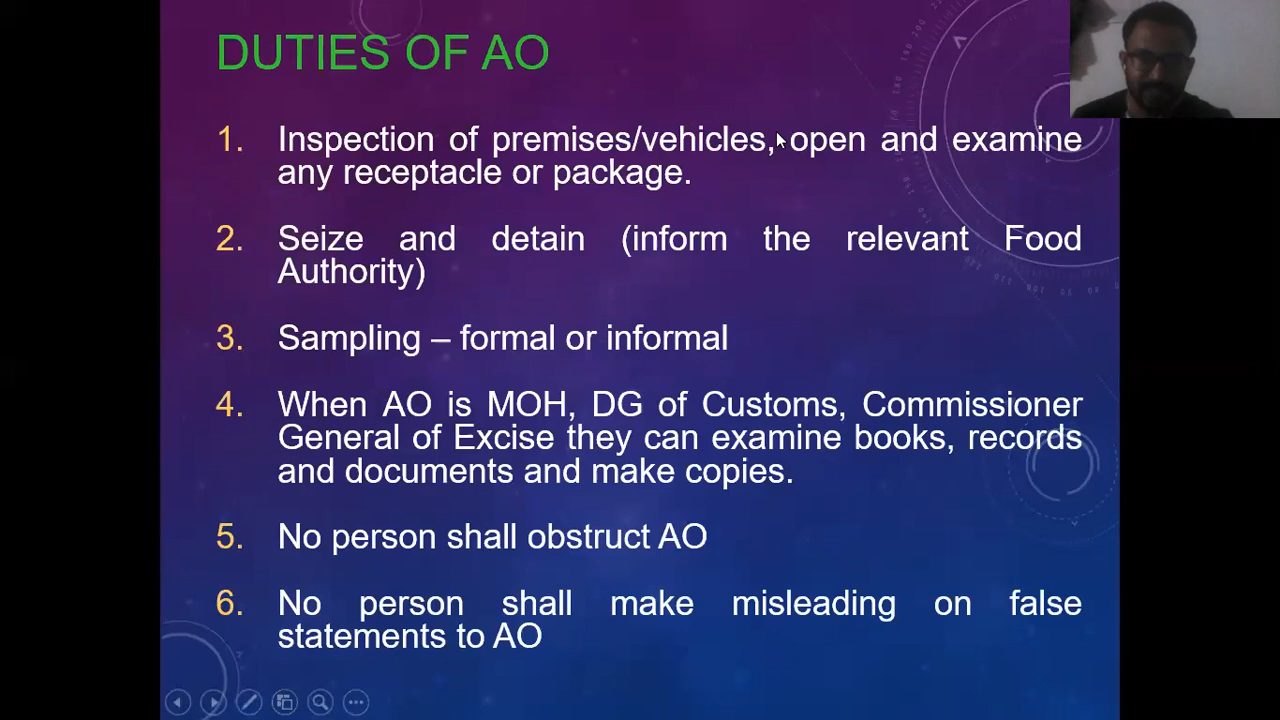 DUTIES OF AO
1. Inspection of premises/vehicles, open and examine
any receptacle or package.
2. Seize and detain (inform the relevant Food
Authority)
3. Sampling – formal or informal
4. When AO is MOH, DG of Customs, Commissioner
General of Excise they can examine books, records
and documents and make copies.
5. No person shall obstruct AO
6. No person shall make misleading on false
statements to AO